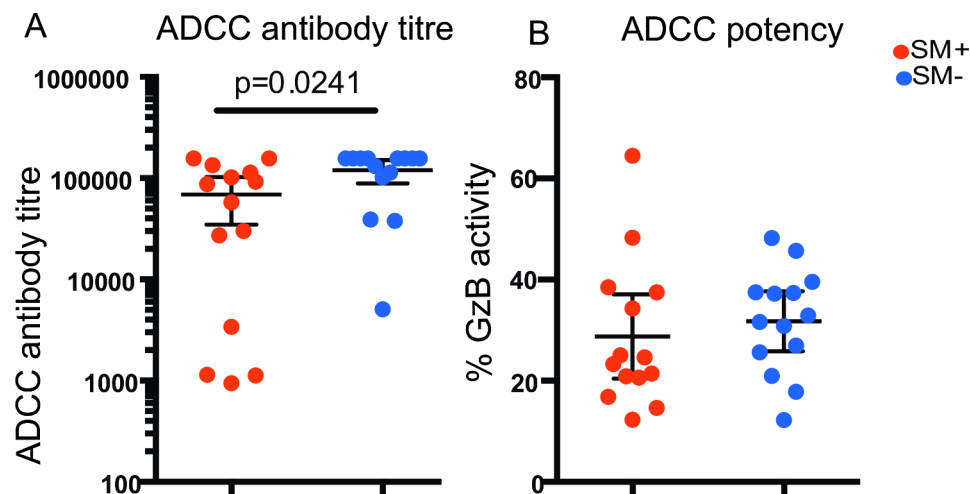 A
ADCC antibody titre
p=0.0241
ADCC antibody titre
1000000
100000
10000
1000
100
B
ADCC potency
SM+
SM-
% GzB activity
80
60
40
20
0